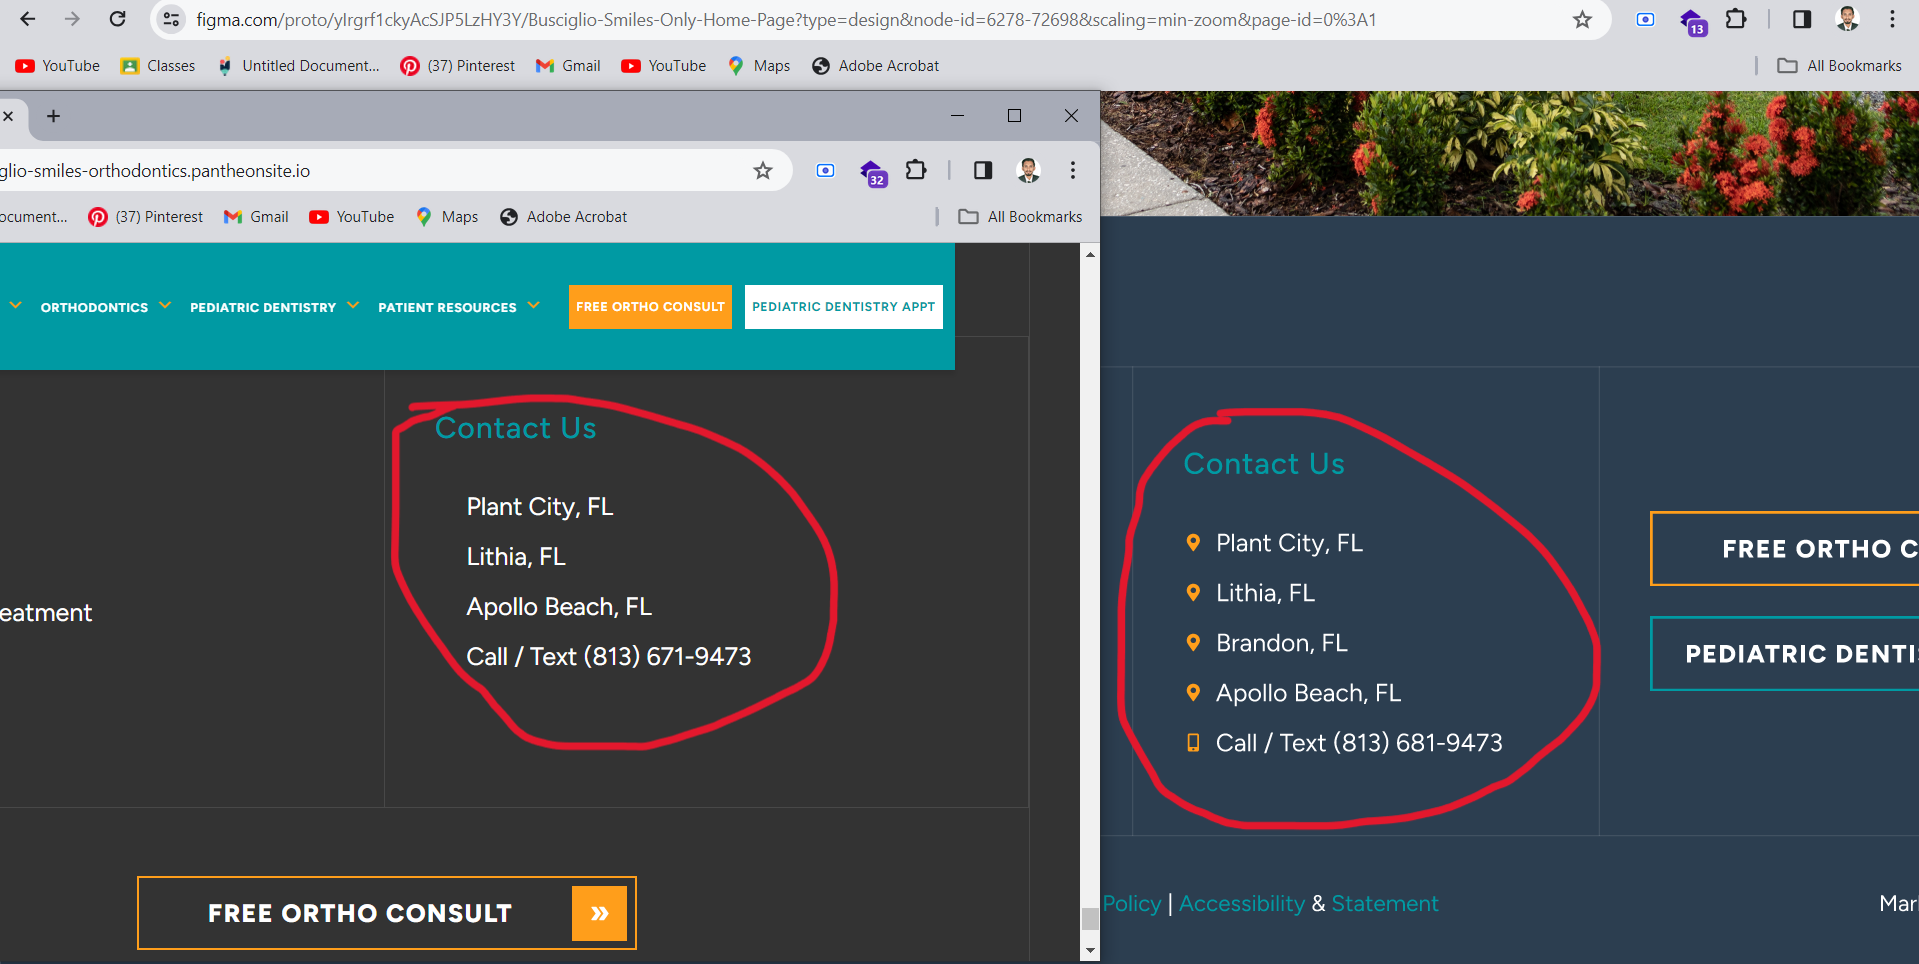 figma.com/proto/yIrgrf1ckyAcSJP5LzHY3Y/Busciglio-Smiles-Only-Home-Page?type=design&node-id=6278-72698&scaling=min-zoom&page-id=0%3A1
13
YouTube Classes Untitled Document... (37) Pinterest Gmail YouTube Maps Adobe Acrobat All Bookmarks
glio-smiles-orthodontics.pantheonsite.io
32
ocument... (37) Pinterest Gmail YouTube Maps Adobe Acrobat All Bookmarks
ORTHODONTICS PEDIATRIC DENTISTRY PATIENT RESOURCES FREE ORTHO CONSULT PEDIATRIC DENTISTRY APPT
Contact Us
Plant City, FL
Lithia, FL
Apollo Beach, FL
Call / Text (813) 671-9473
eatment
FREE ORTHO CONSULT »
Contact Us
Plant City, FL
Lithia, FL
Brandon, FL
Apollo Beach, FL
Call / Text (813) 681-9473
FREE ORTHO C
PEDIATRIC DENTI
Policy | Accessibility & Statement
Mar